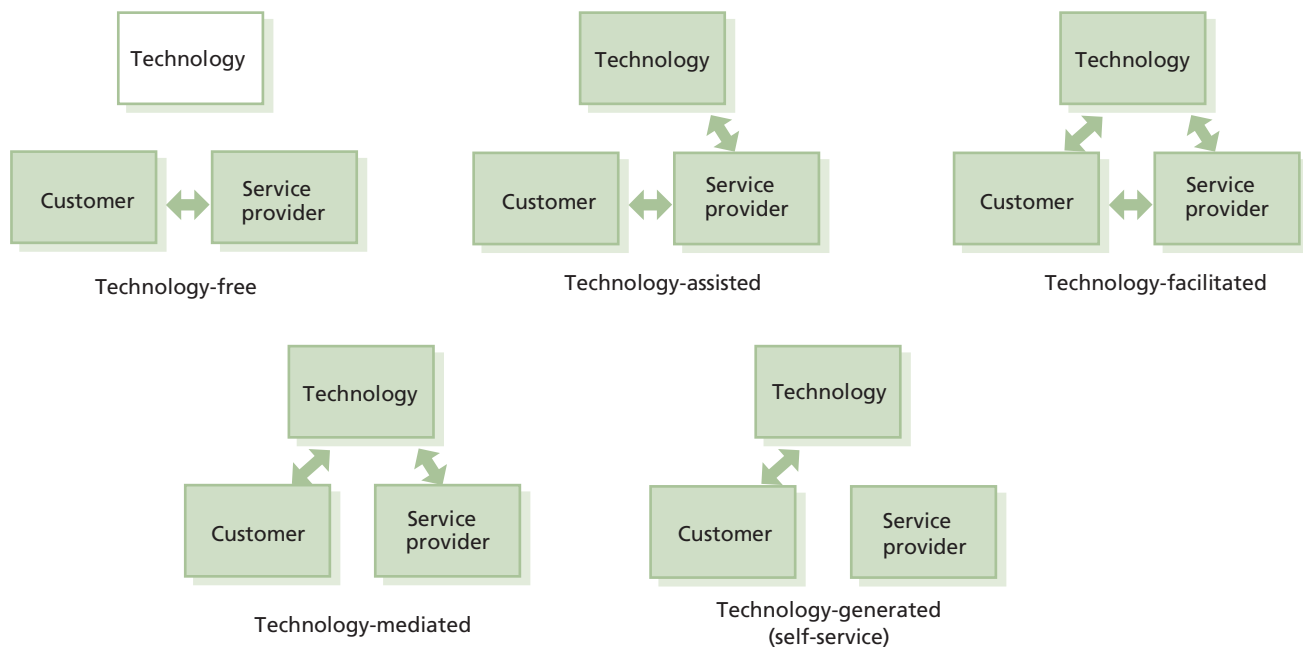 Technology
Customer
Service
provider
Technology-free
Technology
Customer
Service
provider
Technology-assisted
Technology
Customer
Service
provider
Technology-facilitated
Technology
Customer
Service
provider
Technology-mediated
Technology
Customer
Service
provider
Technology-generated
(self-service)